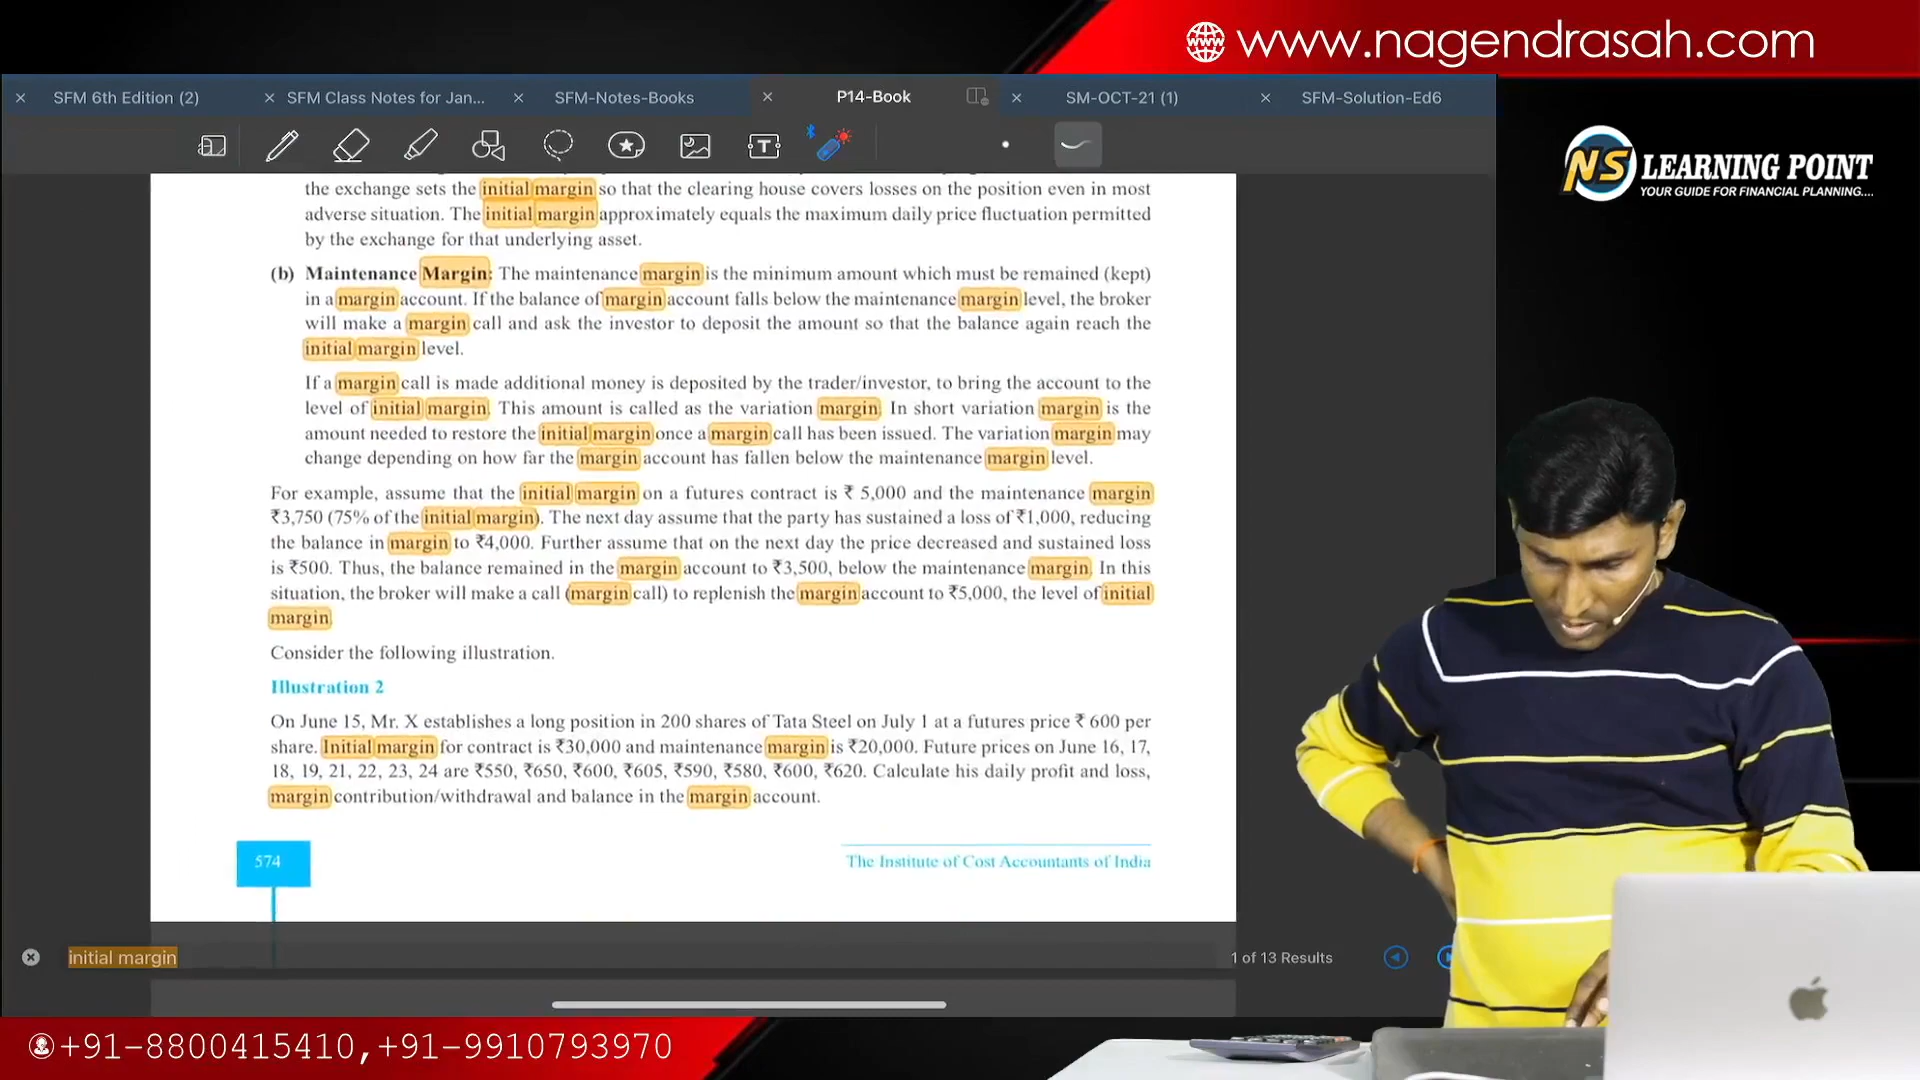 www.nagendrasah.com
SFM 6th Edition (2)
SFM Class Notes for Jan...
SFM-Notes-Books
P14-Book
SM-OCT-21 (1)
SFM-Solution-Ed6
T
NS LEARNING POINT
YOUR GUIDE FOR FINANCIAL PLANNING....
the exchange sets the initial margin so that the clearing house covers losses on the position even in most
adverse situation. The initial margin approximately equals the maximum daily price fluctuation permitted
by the exchange for that underlying asset.
(b) Maintenance Margin: The maintenance margin is the minimum amount which must be remained (kept)
in a margin account. If the balance of margin account falls below the maintenance margin level, the broker
will make a margin call and ask the investor to deposit the amount so that the balance again reach the
initial margin level.
If a margin call is made additional money is deposited by the trader/investor, to bring the account to the
level of initial margin. This amount is called as the variation margin. In short variation margin is the
amount needed to restore the initial margin once a margin call has been issued. The variation margin may
change depending on how far the margin account has fallen below the maintenance margin level.
For example, assume that the initial margin on a futures contract is ₹ 5,000 and the maintenance margin
₹3,750 (75% of the initial margin). The next day assume that the party has sustained a loss of ₹1,000, reducing
the balance in margin to ₹4,000. Further assume that on the next day the price decreased and sustained loss
is ₹500. Thus, the balance remained in the margin account to ₹3,500, below the maintenance margin. In this
situation, the broker will make a call (margin call) to replenish the margin account to ₹5,000, the level of initial
margin.
Consider the following illustration.
Illustration 2
On June 15, Mr. X establishes a long position in 200 shares of Tata Steel on July 1 at a futures price ₹ 600 per
share. Initial margin for contract is ₹30,000 and maintenance margin is ₹20,000. Future prices on June 16, 17,
18, 19, 21, 22, 23, 24 are ₹550, ₹650, ₹600, ₹605, ₹590, ₹580, ₹600, ₹620. Calculate his daily profit and loss,
margin contribution/withdrawal and balance in the margin account.
574
The Institute of Cost Accountants of India
initial margin
1 of 13 Results
+91-8800415410,+91-9910793970